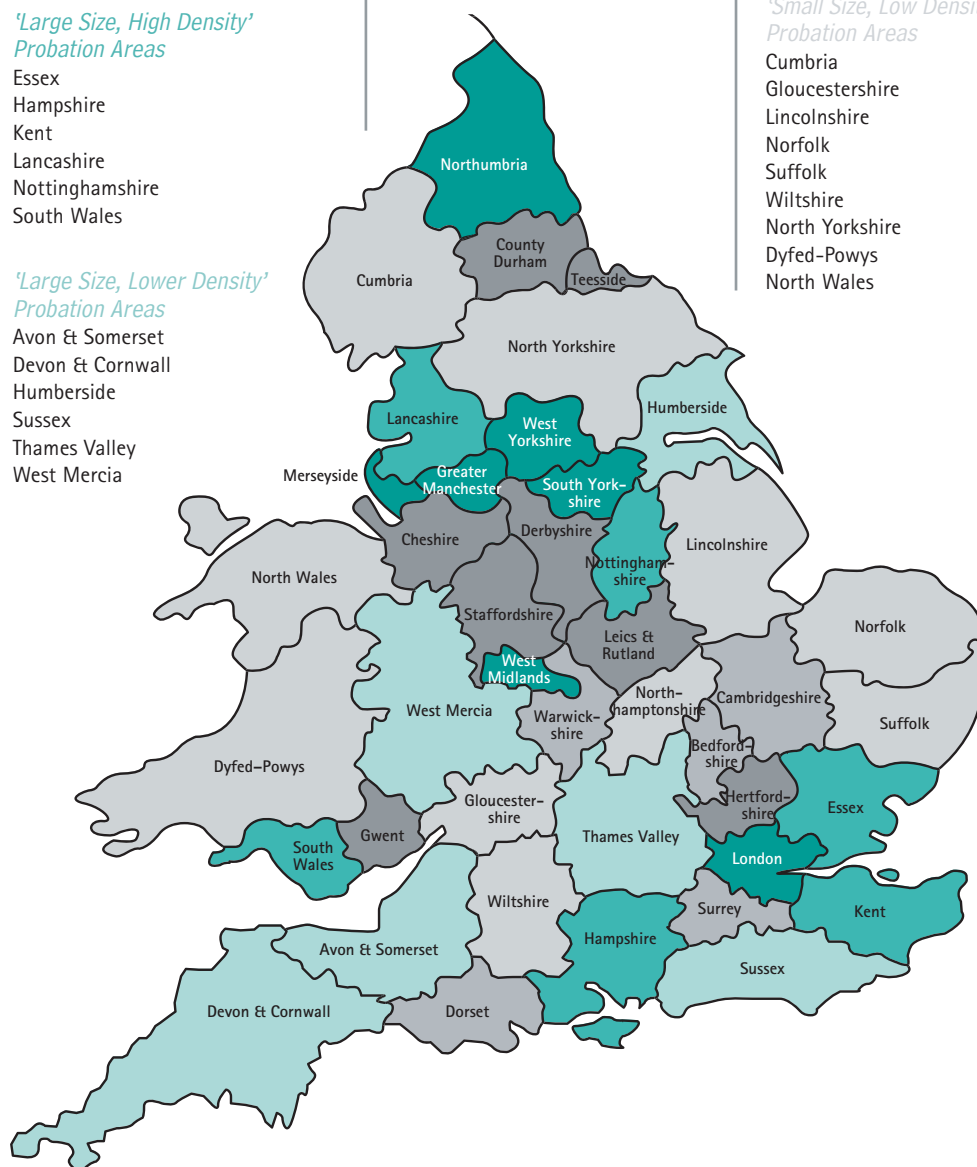 'Large Size, High Density'
Probation Areas
Essex
Hampshire
Kent
Lancashire
Nottinghamshire
South Wales
'Large Size, Lower Density'
Probation Areas
Avon & Somerset
Devon & Cornwall
Humberside
Sussex
Thames Valley
West Mercia
'Small Size, Low Densi
Probation Areas
Cumbria
Gloucestershire
Lincolnshire
Norfolk
Suffolk
Wiltshire
North Yorkshire
Dyfed-Powys
North Wales
Northumbria
County
Durham
Teesside
Cumbria
North Yorkshire
Humberside
Lancashire
West
Yorkshire
Merseyside
Greater
Manchester
South York-
shire
Cheshire
Derbyshire
Nottingham-
shire
Lincolnshire
North Wales
Staffordshire
Leics &
Rutland
Norfolk
West
Midlands
West Mercia
Warwick-
shire
North-
hamptonshire
Cambridgeshire
Suffolk
Bedford-
shire
Dyfed-Powys
Gloucester-
shire
Hertford-
shire
Essex
Gwent
South
Wales
Thames Valley
London
Wiltshire
Surrey
Kent
Hampshire
Avon & Somerset
Sussex
Devon & Cornwall
Dorset